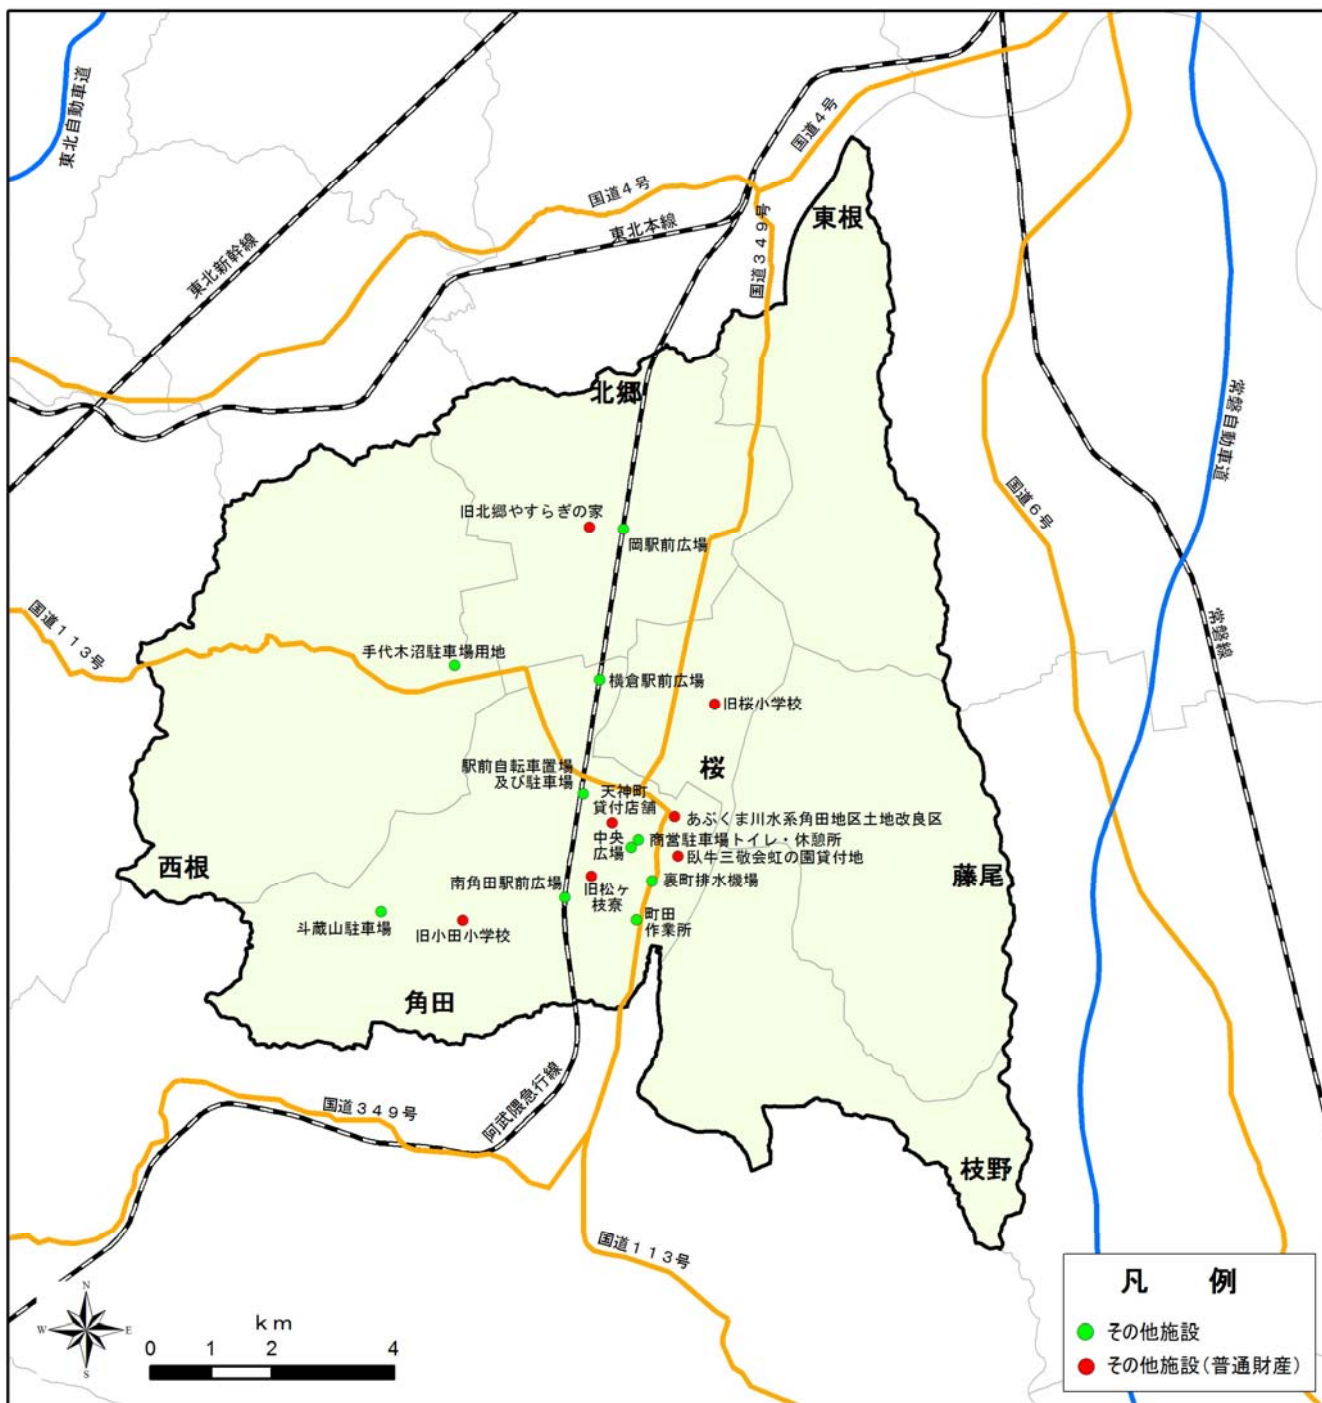 東北自動車道
国道4号
国道4号
東北本線
東北新幹線
国道349号
東根
北郷
常磐自動車道
国道6号
旧北郷やすらぎの家
岡駅前広場
国道113号
常磐線
手代木沼駐車場用地
横倉駅前広場
旧桜小学校
桜
駅前自転車置場
及び駐車場
天神町
貸付店舗
あぶくま川水系角田地区土地改良区
中央
広場
商営駐車場トイレ・休憩所
臥牛三敬会虹の園貸付地
西根
藤尾
南角田駅前広場
旧松ヶ
枝寮
裏町排水機場
斗蔵山駐車場
旧小田小学校
町田
作業所
角田
阿武隈急行線
国道349号
枝野
国道113号
凡 例
その他施設
その他施設(普通財産)
N
W
E
S
km
0 1 2 4